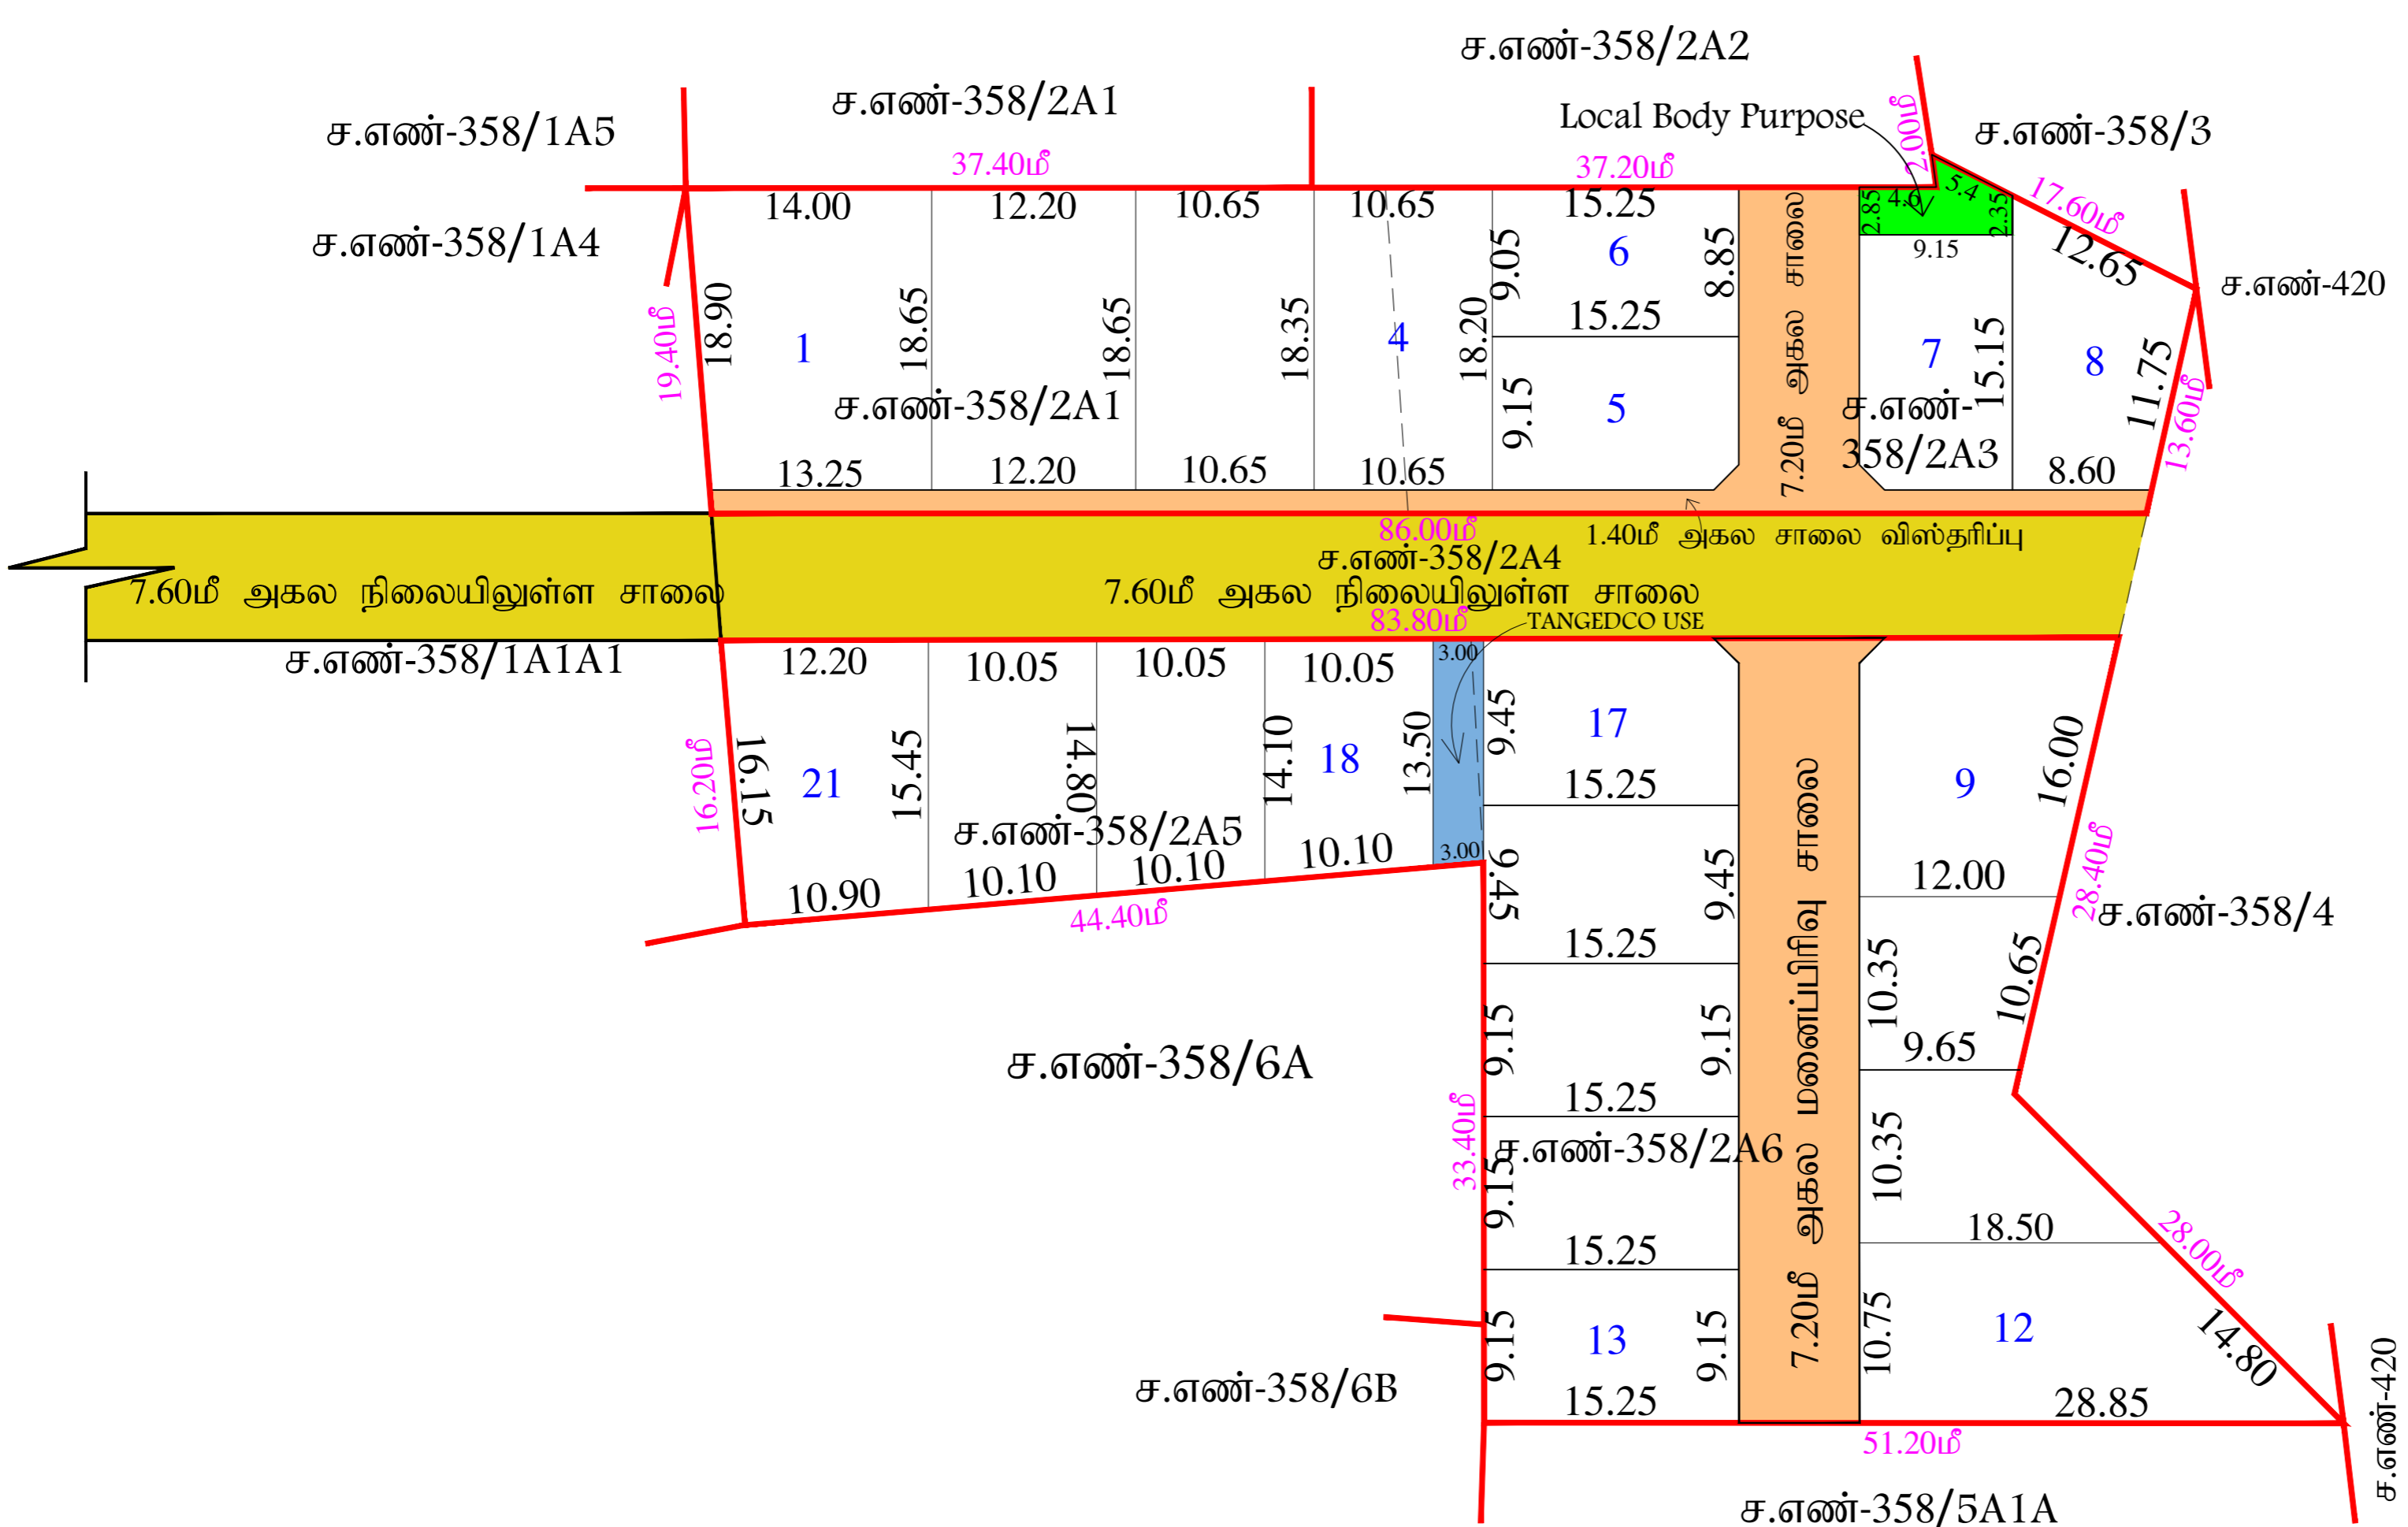 ச.எண்-358/2A2
ச.எண்-358/2A1
ச.எண்-358/1A5
Local Body Purpose
2.00மீ
ச.எண்-358/3
37.40மீ
37.20மீ
17.60மீ
14.00
12.20
10.65
10.65
15.25
2.85
4.6
5.4
2.35
ச.எண்-358/1A4
6
9.05
8.85
9.15
12.65
ச.எண்-420
19.40மீ
18.90
1
18.65
18.65
18.35
4
18.20
15.25
7.20மீ அகல சாலை
7
15.15
8
11.75
13.60மீ
ச.எண்-358/2A1
9.15
5
ச.எண்-
358/2A3
13.25
12.20
10.65
10.65
8.60
86.00மீ
1.40மீ அகல சாலை விஸ்தரிப்பு
ச.எண்-358/2A4
7.60மீ அகல நிலையிலுள்ள சாலை
7.60மீ அகல நிலையிலுள்ள சாலை
83.80மீ
TANGEDCO USE
ச.எண்-358/1A1A1
12.20
10.05
10.05
10.05
3.00
16.20மீ
16.15
21
15.45
14.80
14.10
18
13.50
9.45
17
15.25
9
16.00
28.40மீ
ச.எண்-358/2A5
10.90
10.10
10.10
10.10
3.00
44.40மீ
9.45
9.45
15.25
12.00
ச.எண்-358/4
7.20மீ அகல மனைப்பிரிவு சாலை
10.35
10.65
9.65
ச.எண்-358/6A
9.15
9.15
15.25
33.40மீ
ச.எண்-358/2A6
9.15
15.25
10.35
18.50
28.00மீ
ச.எண்-358/6B
9.15
13
9.15
15.25
10.75
12
14.80
28.85
51.20மீ
ச.எண்-420
ச.எண்-358/5A1A